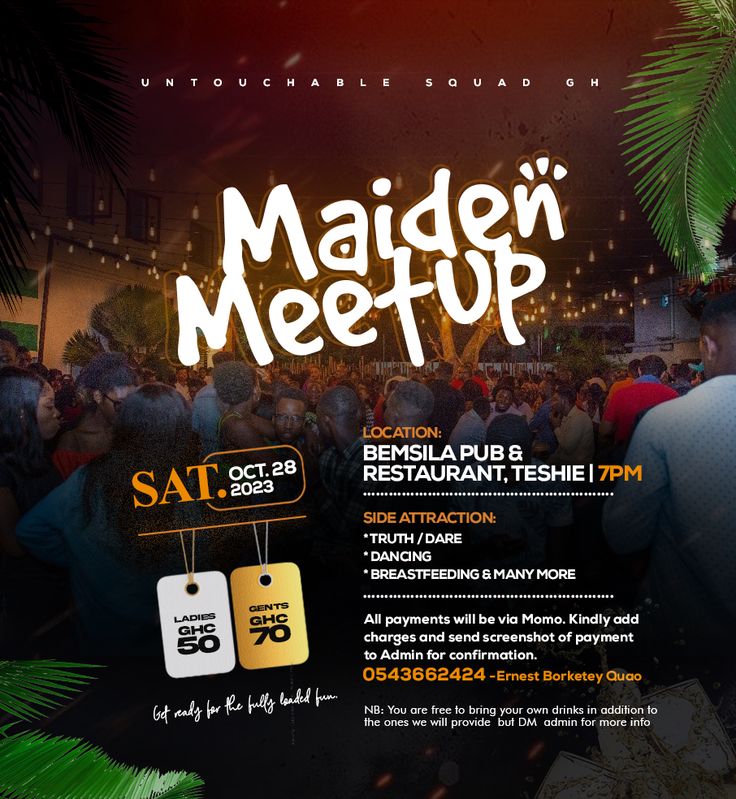 UNTOUCHABLE SQUAD GH
Maiden
Meetup
SAT.
OCT. 28
2023
LADIES
GHC
50
GENTS
GHC
70
Get ready for the fully loaded fun.
LOCATION:
BEMSILA PUB &
RESTAURANT, TESHIE | 7PM
SIDE ATTRACTION:
* TRUTH / DARE
* DANCING
* BREASTFEEDING & MANY MORE
All payments will be via Momo. Kindly add
charges and send screenshot of payment
to Admin for confirmation.
0543662424 - Ernest Borketey Quao
NB: You are free to bring your own drinks in addition to
the ones we will provide but DM admin for more info